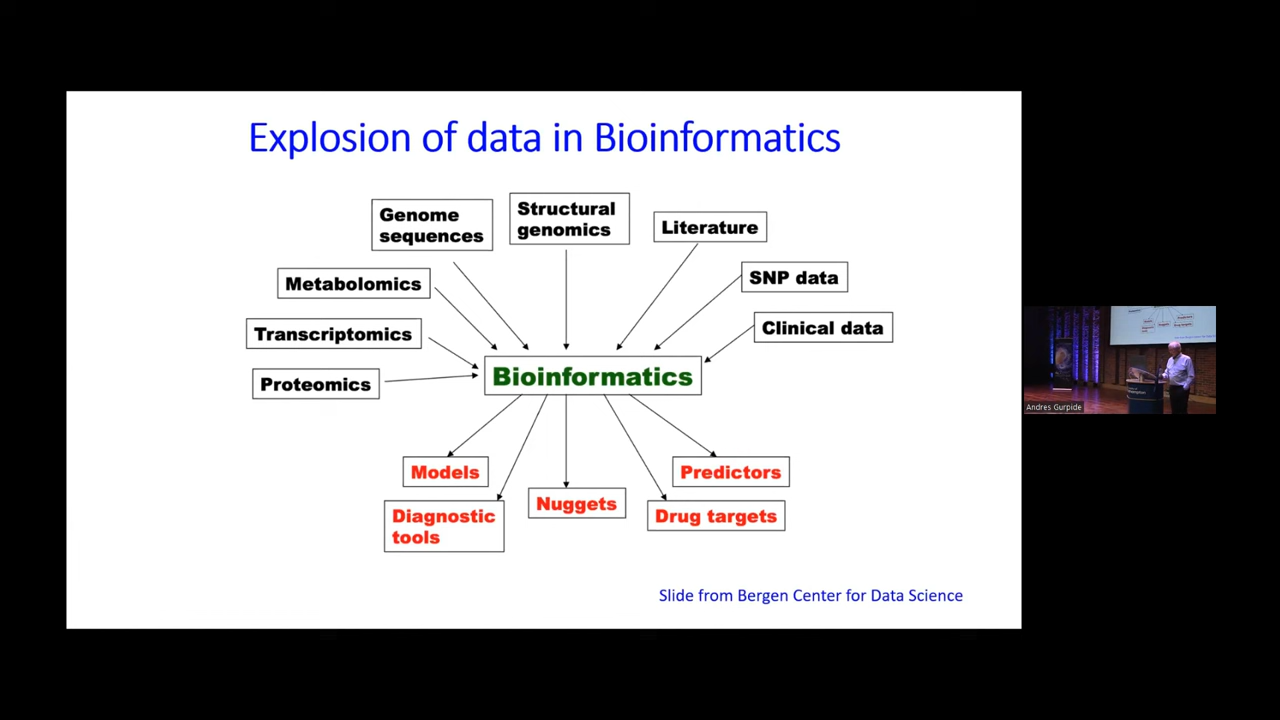 Explosion of data in Bioinformatics
Genome
sequences
Structural
genomics
Literature
Metabolomics
SNP data
Transcriptomics
Clinical data
Proteomics
Bioinformatics
Models
Predictors
Diagnostic
tools
Nuggets
Drug targets
Slide from Bergen Center for Data Science
Andres Gurpide